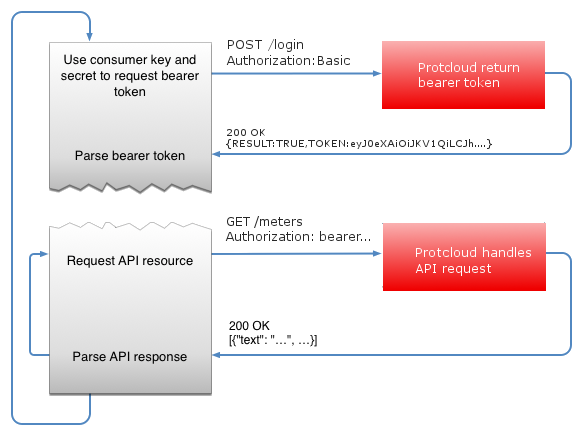 Use consumer key and
secret to request bearer
token
POST /login
Authorization:Basic
Protcloud return
bearer token
200 OK
{RESULT:TRUE,TOKEN:eyJ0eXAiOiJKV1QiLCJh....}
Parse bearer token
GET /meters
Authorization: bearer...
Request API resource
Protcloud handles
API request
200 OK
[{"text": "...", ...}]
Parse API response